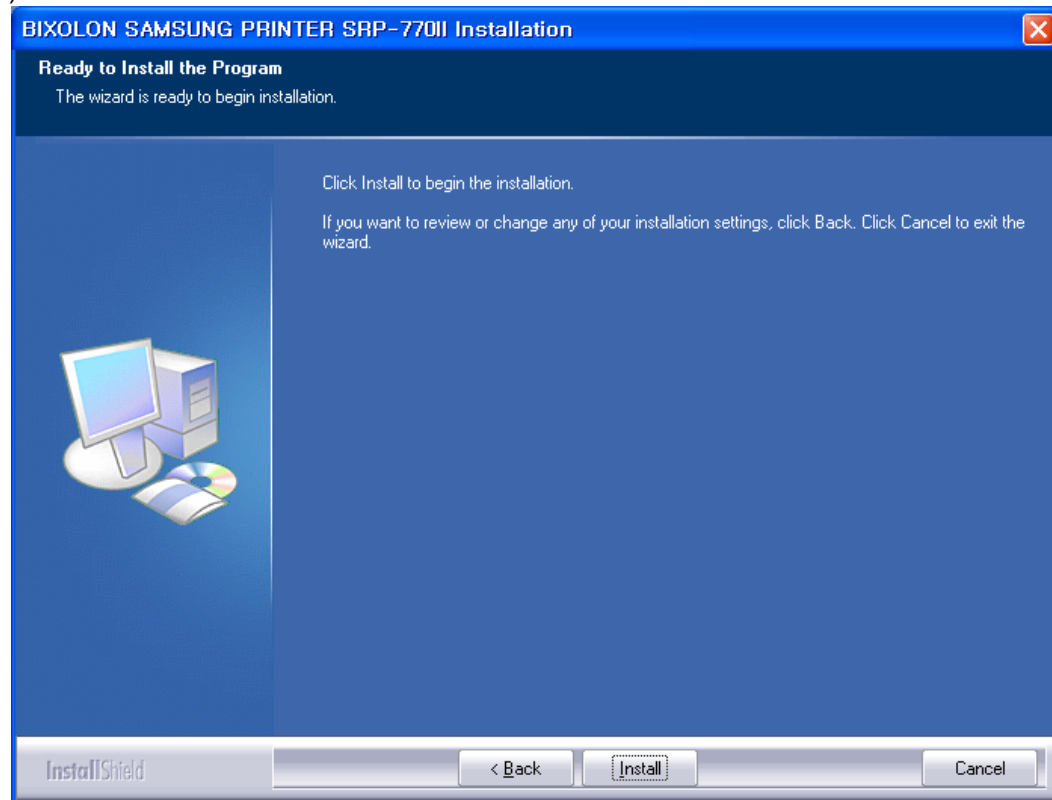 BIXOLON SAMSUNG PRINTER SRP-770II Installation
Ready to Install the Program
The wizard is ready to begin installation.
Click Install to begin the installation.
If you want to review or change any of your installation settings, click Back. Click Cancel to exit the
wizard.
InstallShield
< Back
Install
Cancel